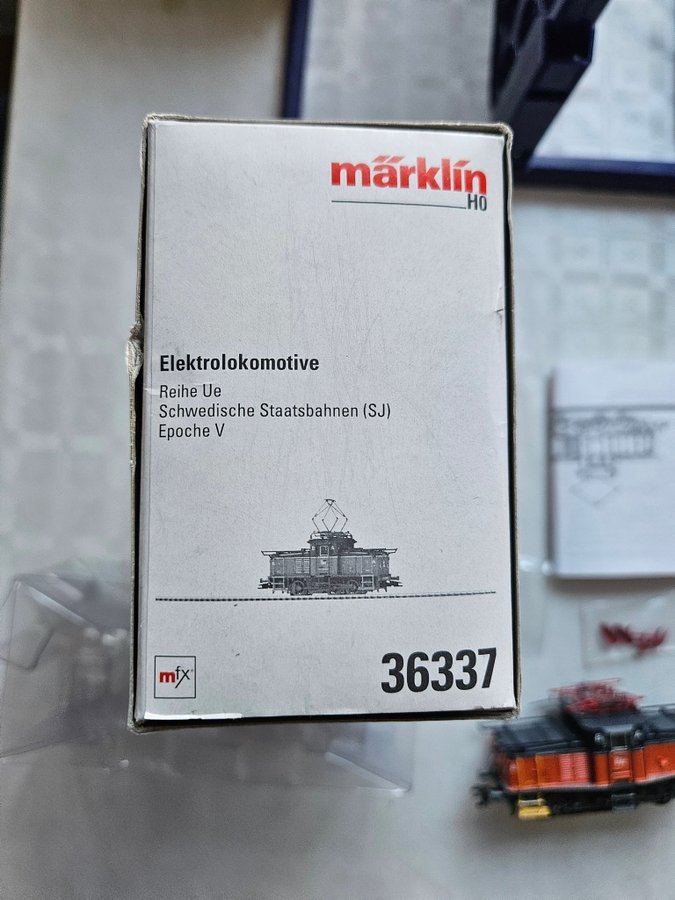 märklin
H0
Elektrolokomotive
Reihe Ue
Schwedische Staatsbahnen (SJ)
Epoche V
mfx
36337